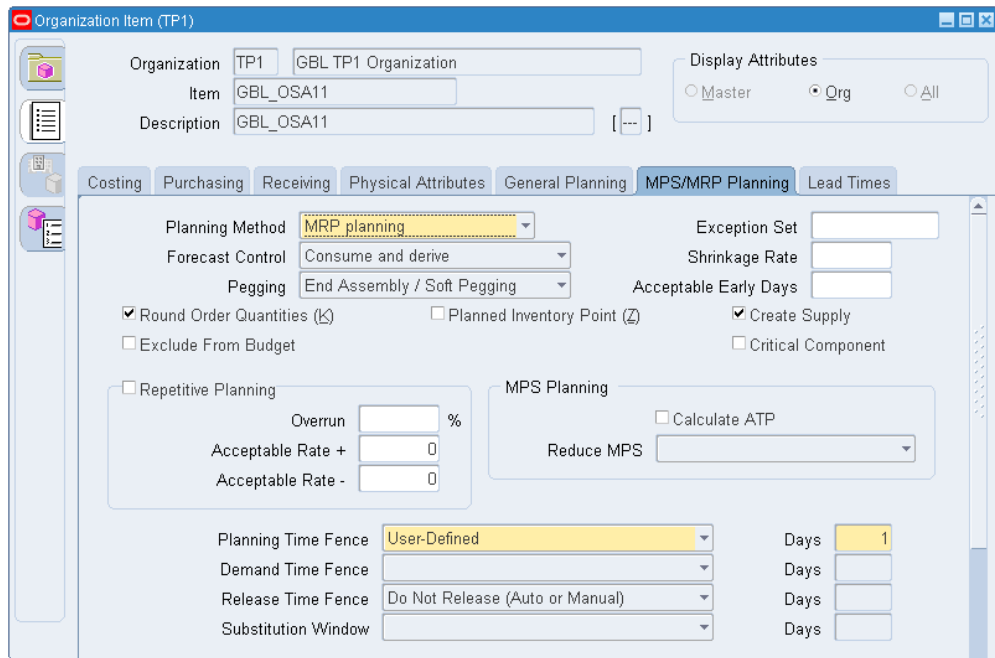 Organization Item (TP1)
Organization TP1 GBL TP1 Organization
Display Attributes
Item GBL_OSA11
Master Org All
Description GBL_OSA11 [ --- ]
Costing Purchasing Receiving Physical Attributes General Planning MPS/MRP Planning Lead Times
Planning Method MRP planning Exception Set
Forecast Control Consume and derive Shrinkage Rate
Pegging End Assembly / Soft Pegging Acceptable Early Days
Round Order Quantities (K) Planned Inventory Point (Z) Create Supply
Exclude From Budget Critical Component
Repetitive Planning MPS Planning
Overrun % Calculate ATP
Acceptable Rate + 0 Reduce MPS
Acceptable Rate - 0
Planning Time Fence User-Defined Days 1
Demand Time Fence Days
Release Time Fence Do Not Release (Auto or Manual) Days
Substitution Window Days